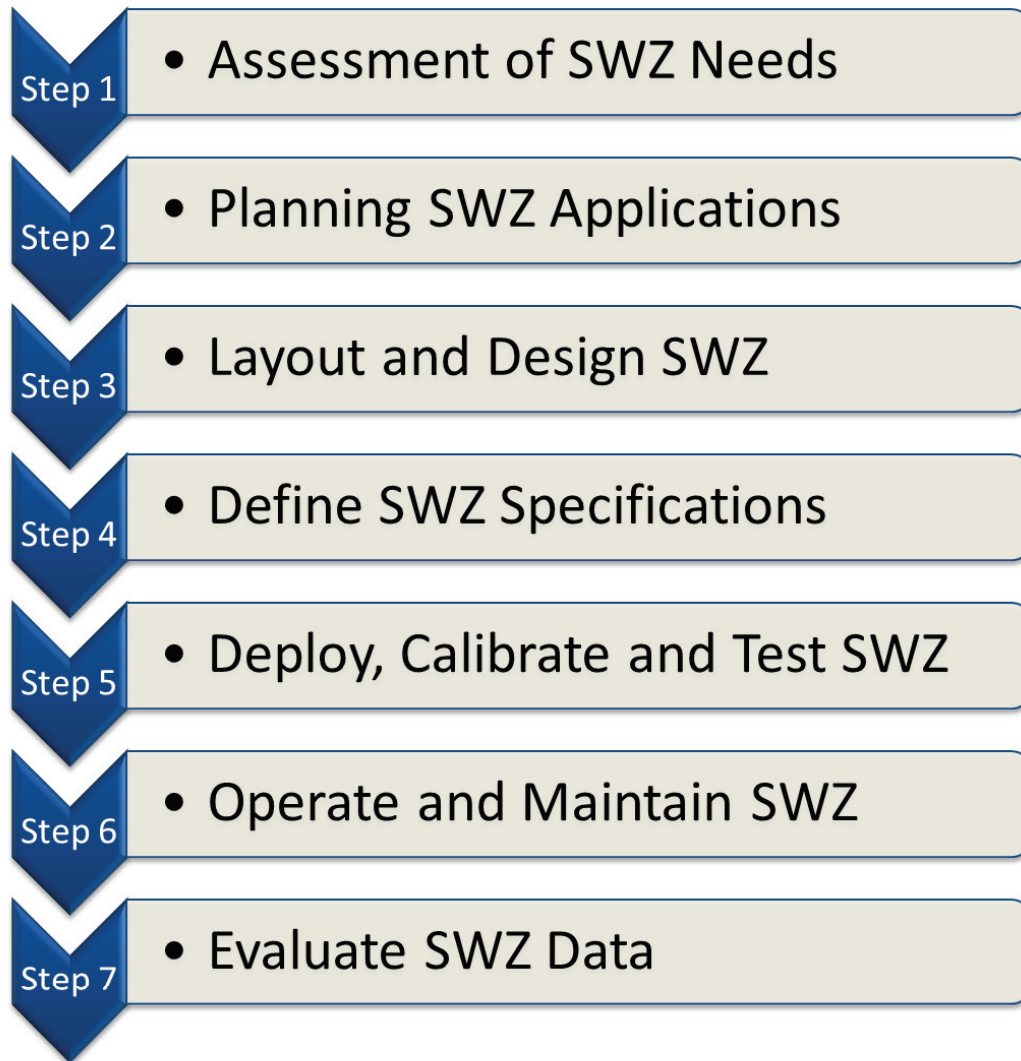 Step 1
• Assessment of SWZ Needs
Step 2
• Planning SWZ Applications
Step 3
• Layout and Design SWZ
Step 4
• Define SWZ Specifications
Step 5
• Deploy, Calibrate and Test SWZ
Step 6
• Operate and Maintain SWZ
Step 7
• Evaluate SWZ Data